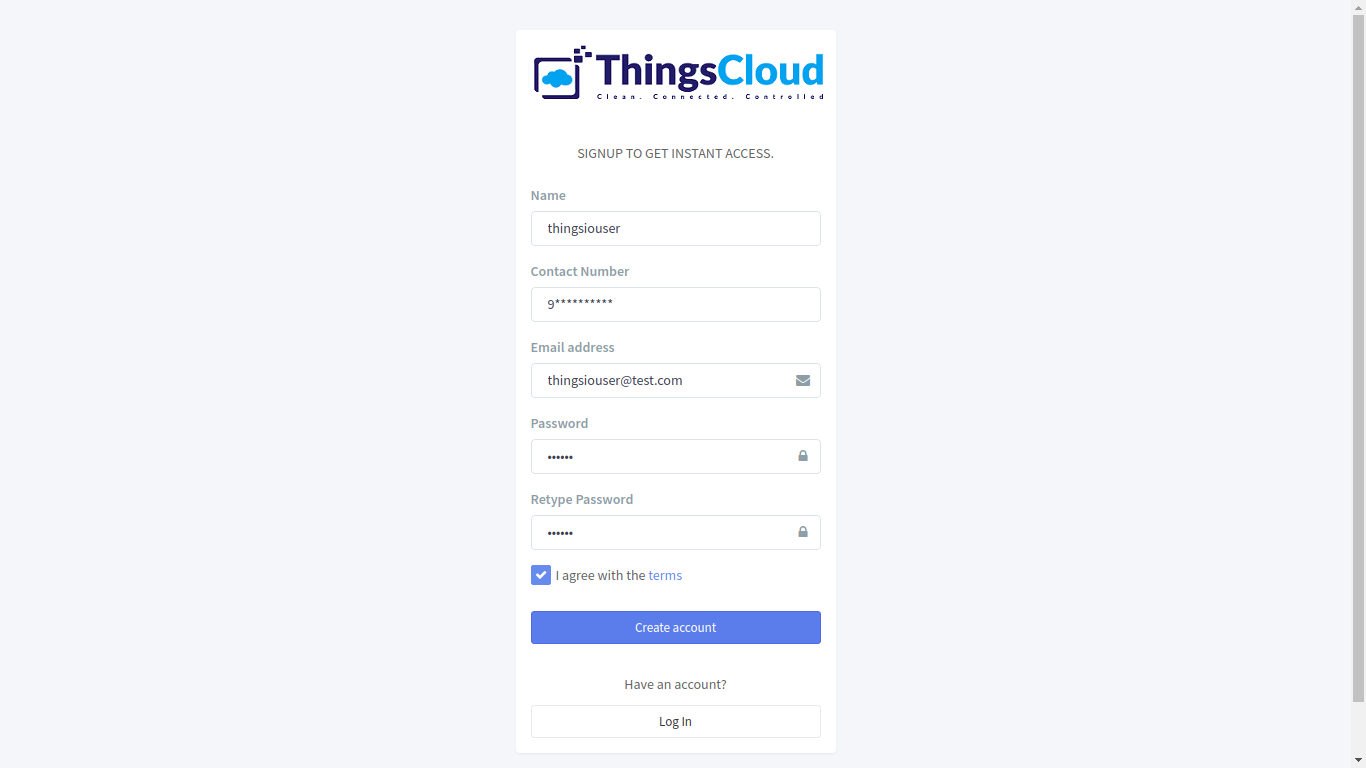 ThingsCloud
Clean. Connected. Controlled
SIGNUP TO GET INSTANT ACCESS.
Name
thingsiouser
Contact Number
9**********
Email address
thingsiouser@test.com
Password
••••••
Retype Password
••••••
I agree with the terms
Create account
Have an account?
Log In